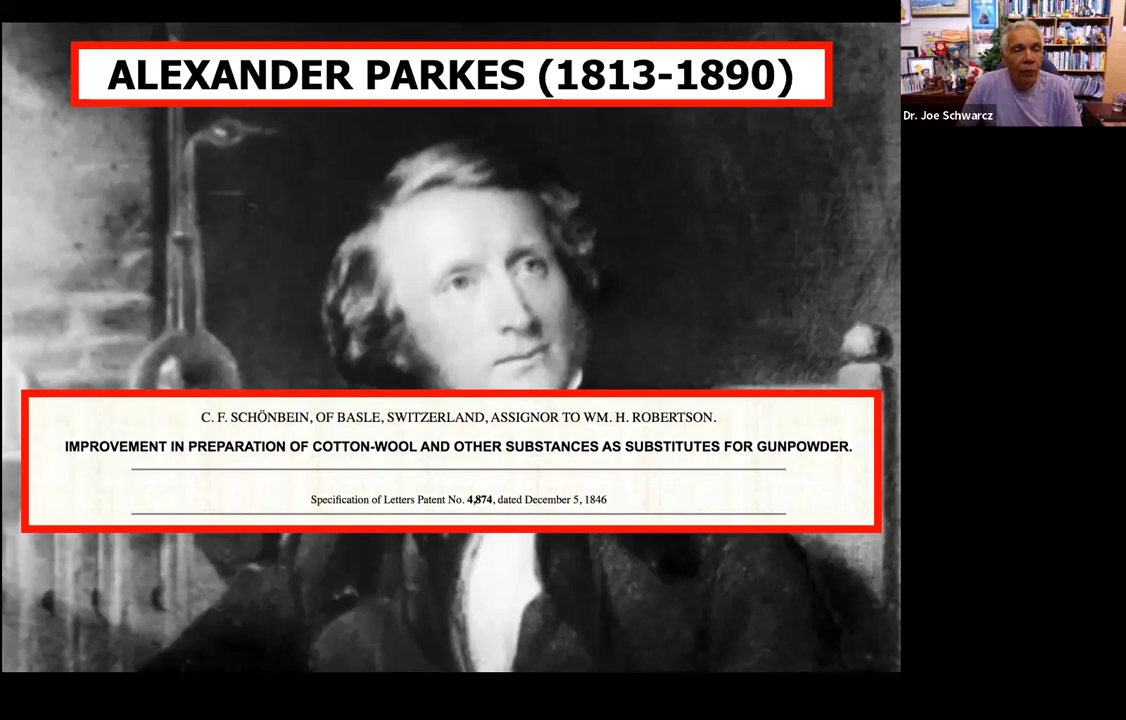 ALEXANDER PARKES (1813-1890)
Dr. Joe Schwarcz
C. F. SCHÖNBEIN, OF BASLE, SWITZERLAND, ASSIGNOR TO WM. H. ROBERTSON.
IMPROVEMENT IN PREPARATION OF COTTON-WOOL AND OTHER SUBSTANCES AS SUBSTITUTES FOR GUNPOWDER.
Specification of Letters Patent No. 4,874, dated December 5, 1846